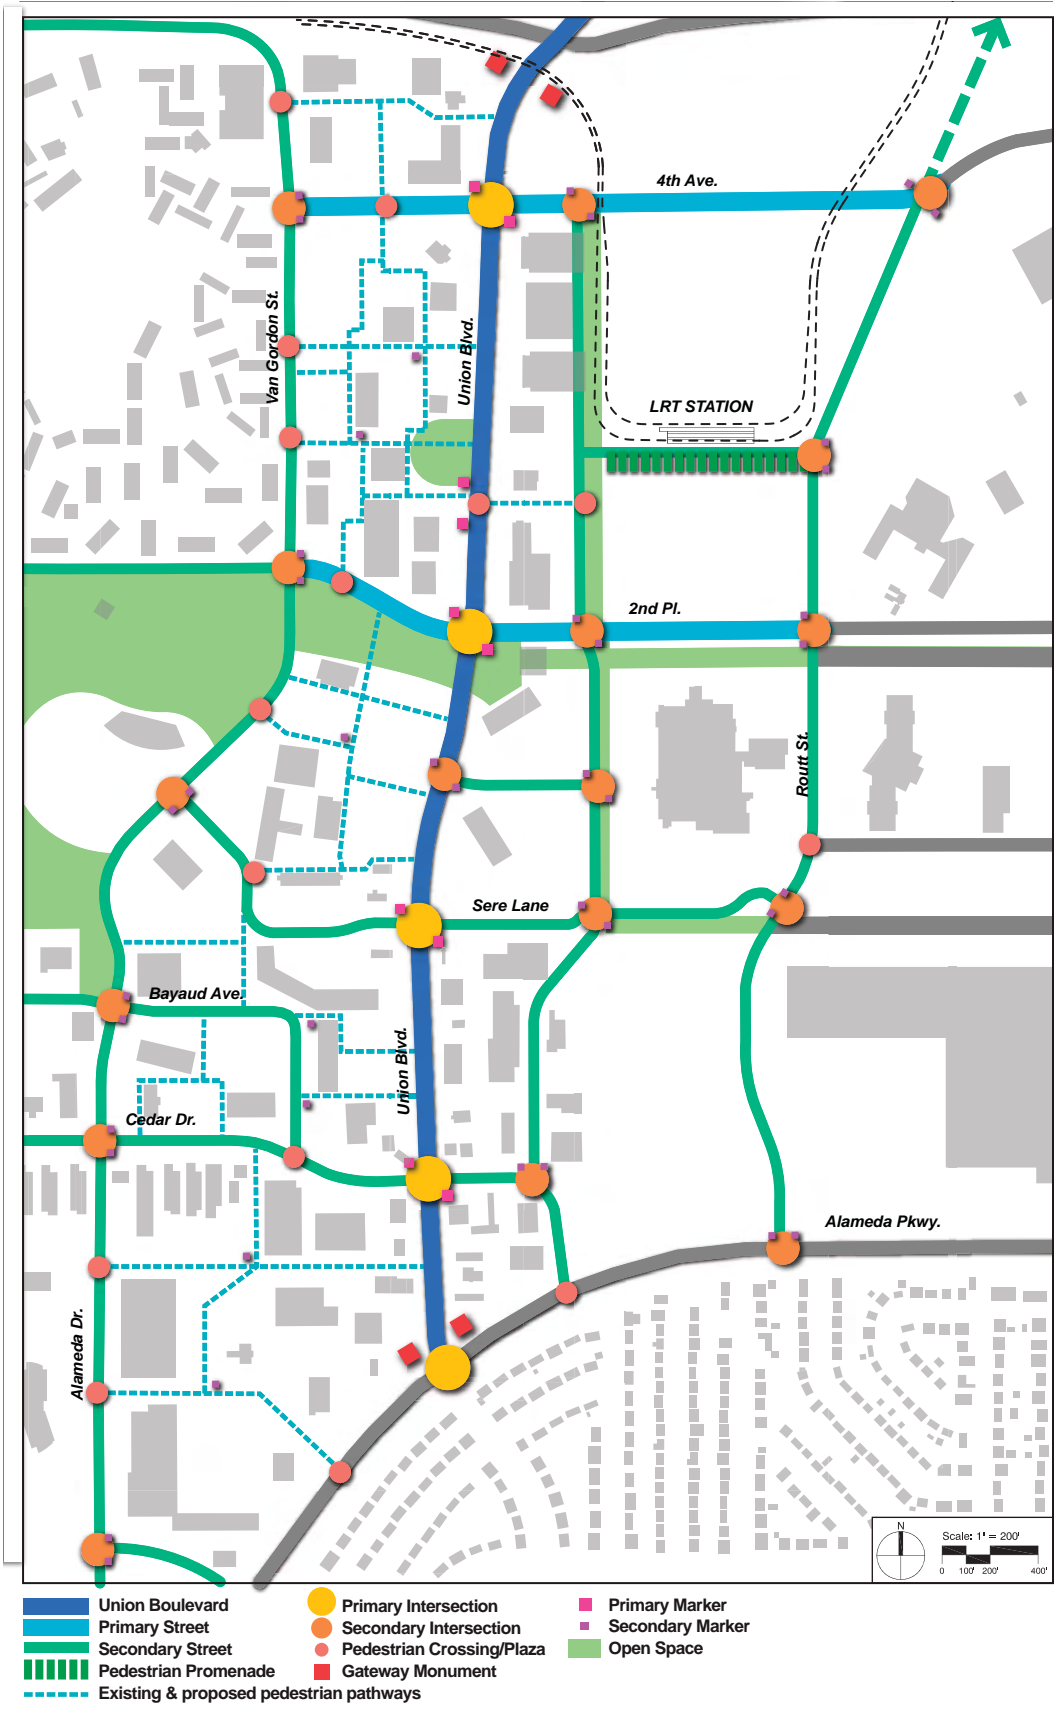 4th Ave.
Van Gordon St.
Union Blvd.
LRT STATION
2nd Pl.
Routt St.
Sere Lane
Bayaud Ave.
Union Blvd.
Cedar Dr.
Alameda Pkwy.
Alameda Dr.
N
Scale: 1" = 200'
0 100' 200' 400'
Union Boulevard
Primary Street
Secondary Street
Pedestrian Promenade
Existing & proposed pedestrian pathways
Primary Intersection
Secondary Intersection
Pedestrian Crossing/Plaza
Gateway Monument
Primary Marker
Secondary Marker
Open Space